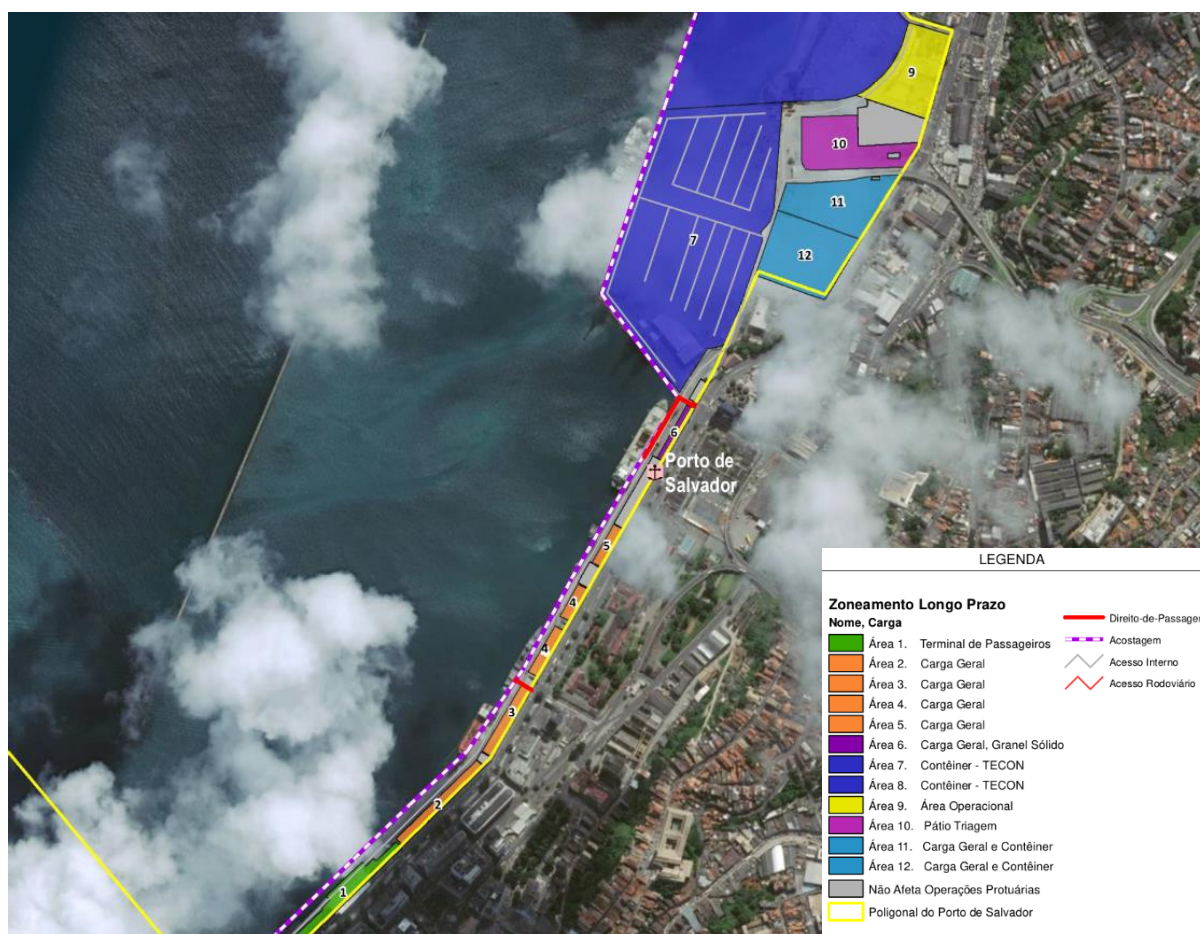 9
10
11
7
12
6
Porto de
Salvador
5
4
4
3
2
1
LEGENDA
Zoneamento Longo Prazo
Nome, Carga
Área 1. Terminal de Passageiros
Área 2. Carga Geral
Área 3. Carga Geral
Área 4. Carga Geral
Área 5. Carga Geral
Área 6. Carga Geral, Granel Sólido
Área 7. Contêiner - TECON
Área 8. Contêiner - TECON
Área 9. Área Operacional
Área 10. Pátio Triagem
Área 11. Carga Geral e Contêiner
Área 12. Carga Geral e Contêiner
Não Afeta Operações Protuárias
Poligonal do Porto de Salvador
Direito-de-Passagem
Acostagem
Acesso Interno
Acesso Rodoviário